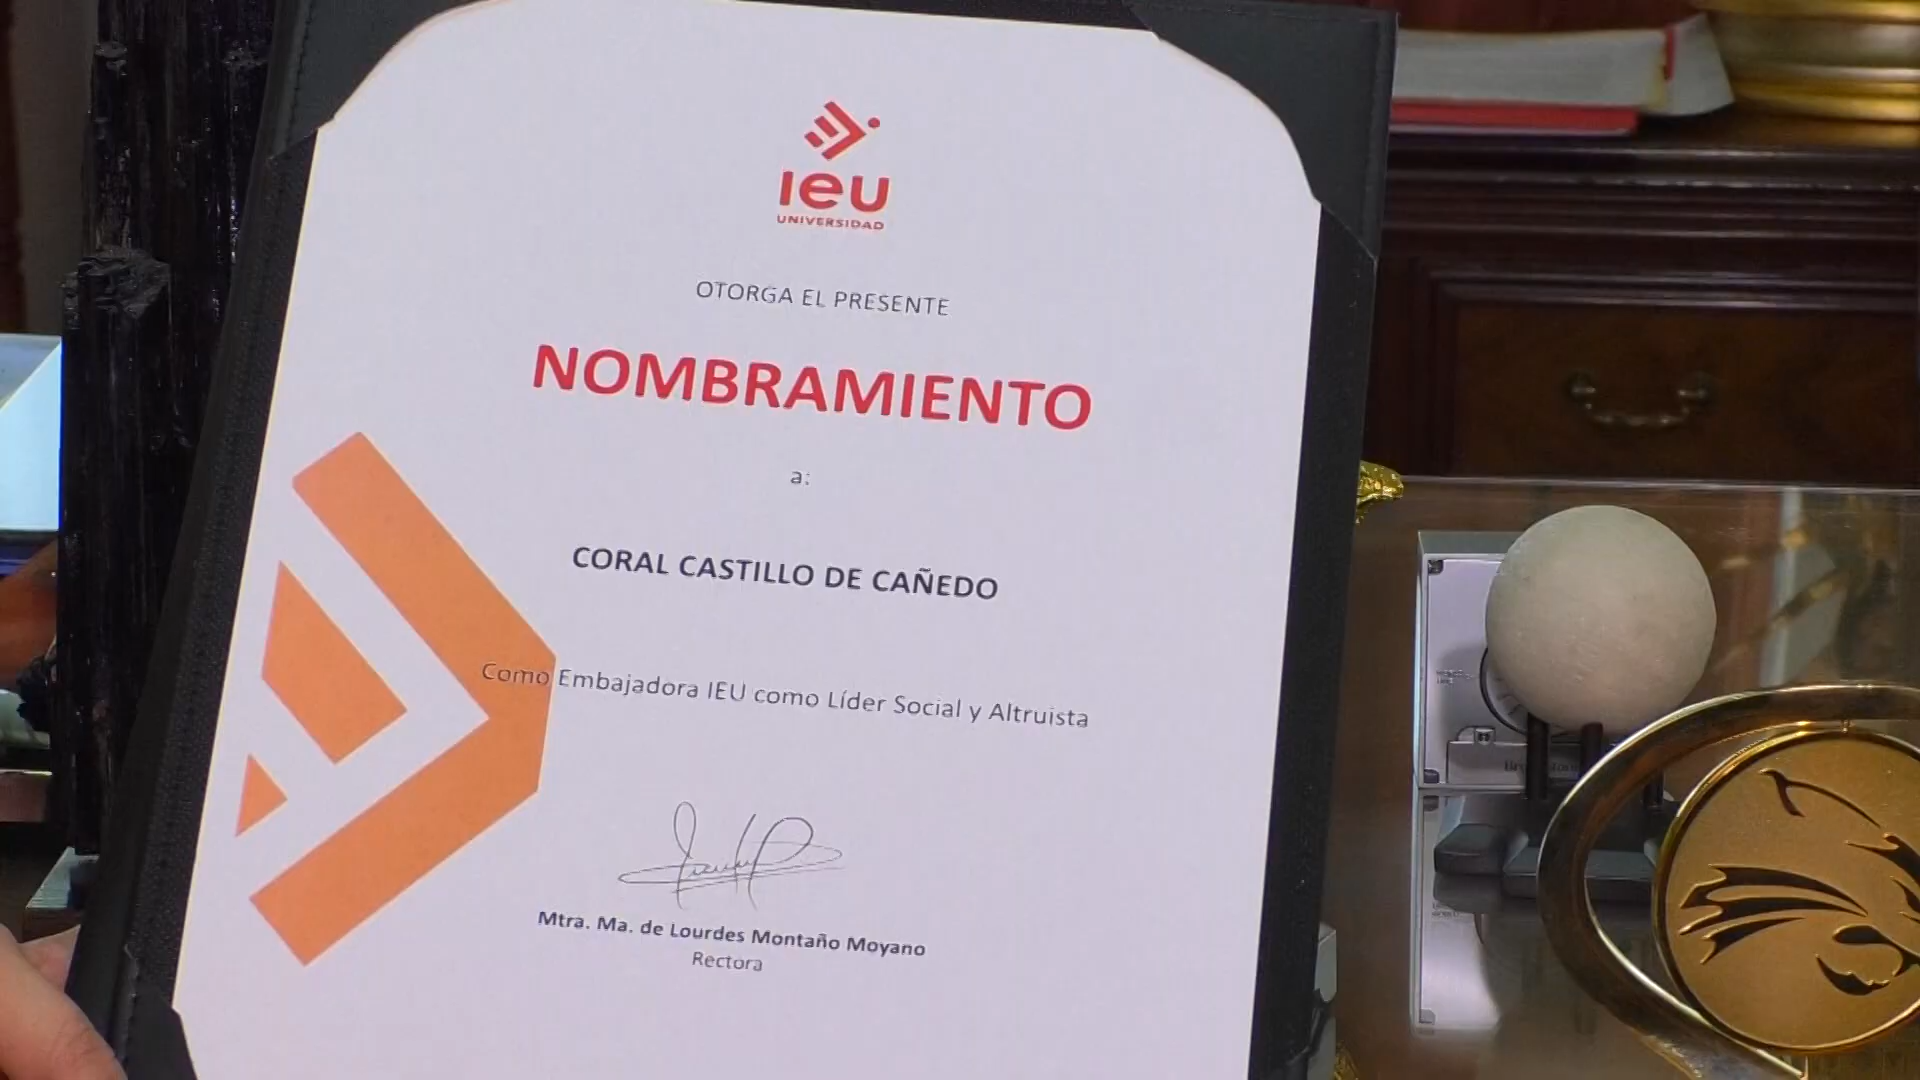 Ieu
UNIVERSIDAD
OTORGA EL PRESENTE
NOMBRAMIENTO
a:
CORAL CASTILLO DE CAÑEDO
Como Embajadora IEU como Líder Social y Altruista
Mtra. Ma. de Lourdes Montaño Moyano
Rectora